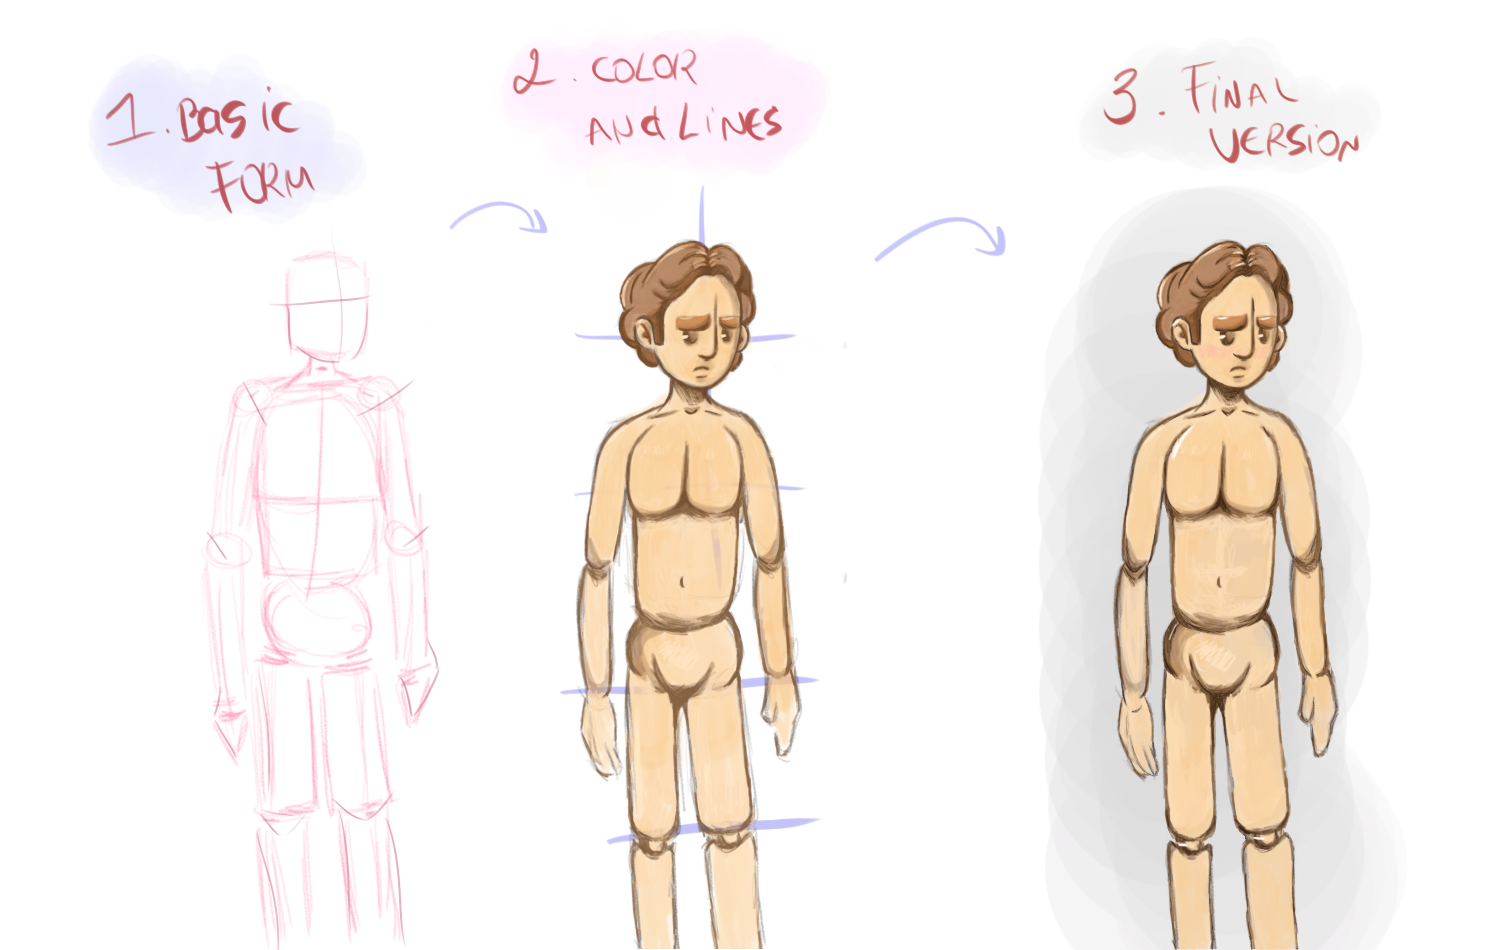 1. Basic
FORM
2. COLOR
ANd LiNES
3. FiNAL
VERSiON